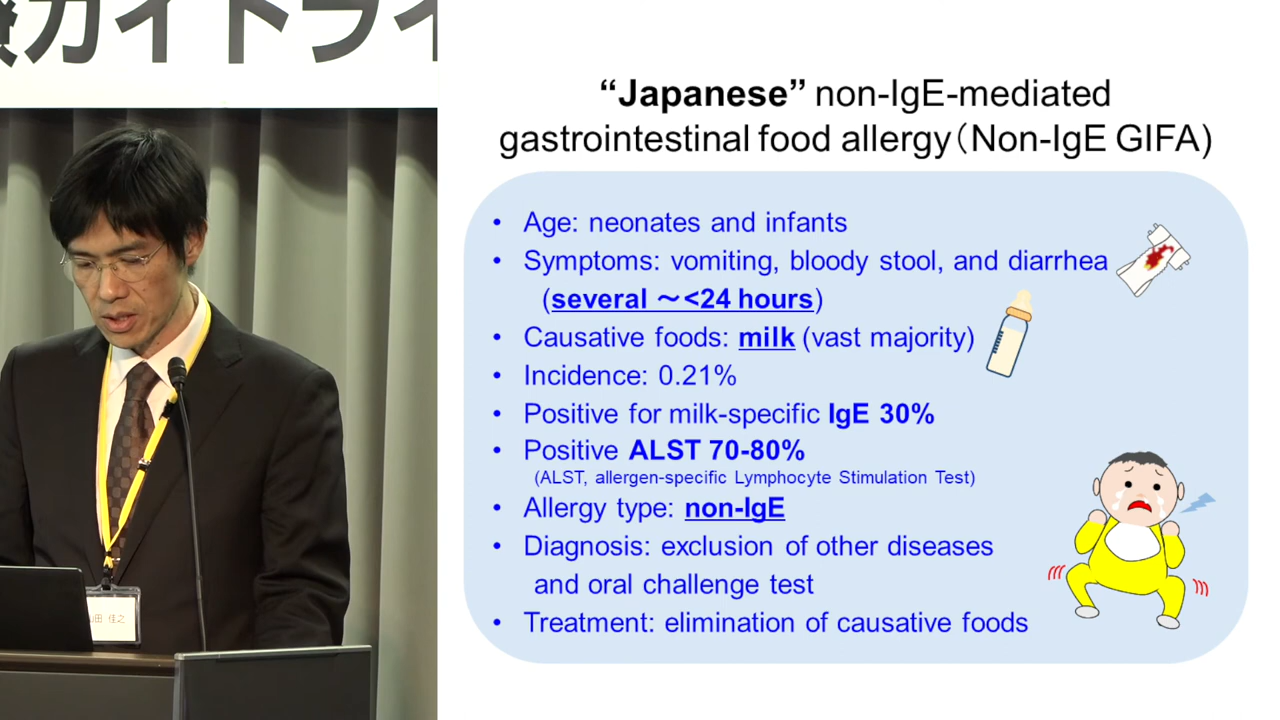 ガイドライ
“Japanese” non-IgE-mediated
gastrointestinal food allergy（Non-IgE GIFA)
• Age: neonates and infants
• Symptoms: vomiting, bloody stool, and diarrhea
(several ～<24 hours)
• Causative foods: milk (vast majority)
• Incidence: 0.21%
• Positive for milk-specific IgE 30%
• Positive ALST 70-80%
(ALST, allergen-specific Lymphocyte Stimulation Test)
• Allergy type: non-IgE
• Diagnosis: exclusion of other diseases
and oral challenge test
• Treatment: elimination of causative foods
田 佳之